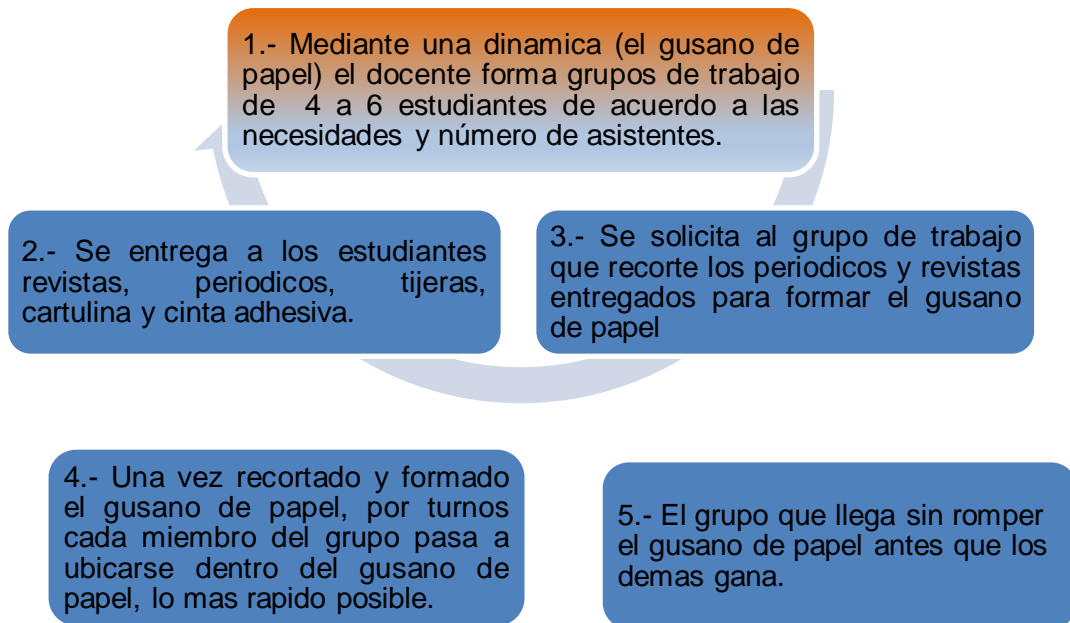 1.- Mediante una dinamica (el gusano de
papel) el docente forma grupos de trabajo
de 4 a 6 estudiantes de acuerdo a las
necesidades y número de asistentes.
2.- Se entrega a los estudiantes
revistas, periodicos, tijeras,
cartulina y cinta adhesiva.
3.- Se solicita al grupo de trabajo
que recorte los periodicos y revistas
entregados para formar el gusano
de papel
4.- Una vez recortado y formado
el gusano de papel, por turnos
cada miembro del grupo pasa a
ubicarse dentro del gusano de
papel, lo mas rapido posible.
5.- El grupo que llega sin romper
el gusano de papel antes que los
demas gana.